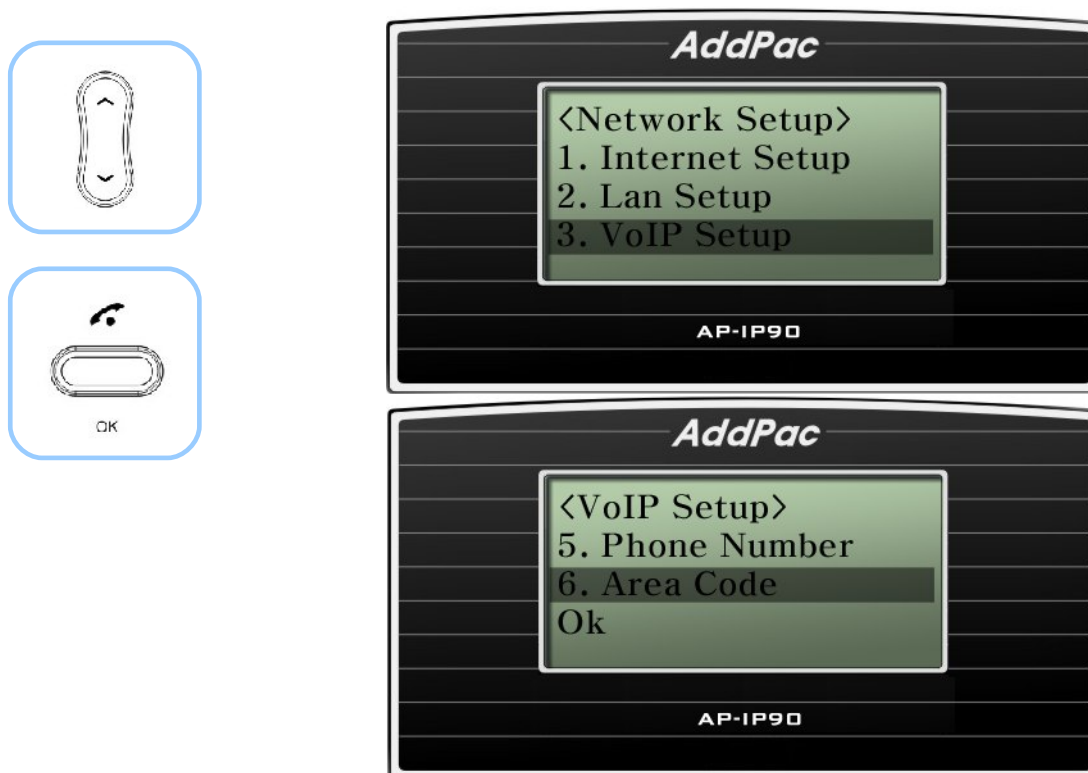 AddPac
<Network Setup>
1. Internet Setup
2. Lan Setup
3. VoIP Setup
AP-IP90
OK
AddPac
<VoIP Setup>
5. Phone Number
6. Area Code
Ok
AP-IP90